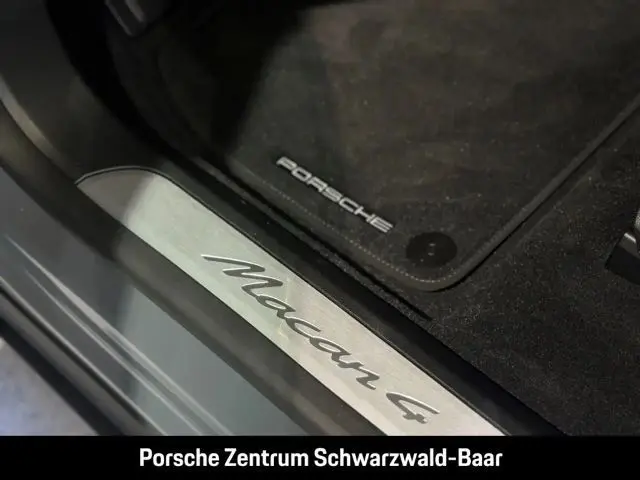 PORSCHE
Macan 4
Porsche Zentrum Schwarzwald-Baar